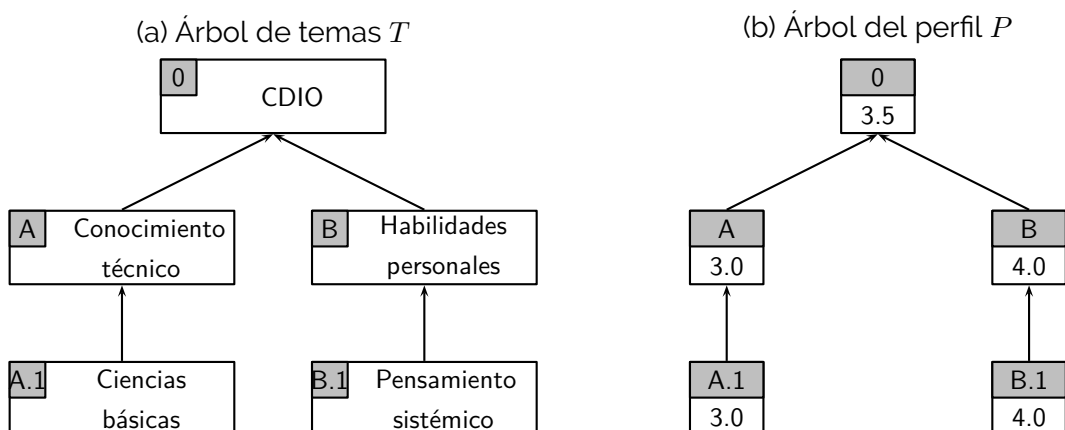 (a) Árbol de temas T
0
CDIO
A
Conocimiento
técnico
B
Habilidades
personales
A.1
Ciencias
básicas
B.1
Pensamiento
sistémico
(b) Árbol del perfil P
0
3.5
A
3.0
B
4.0
A.1
3.0
B.1
4.0